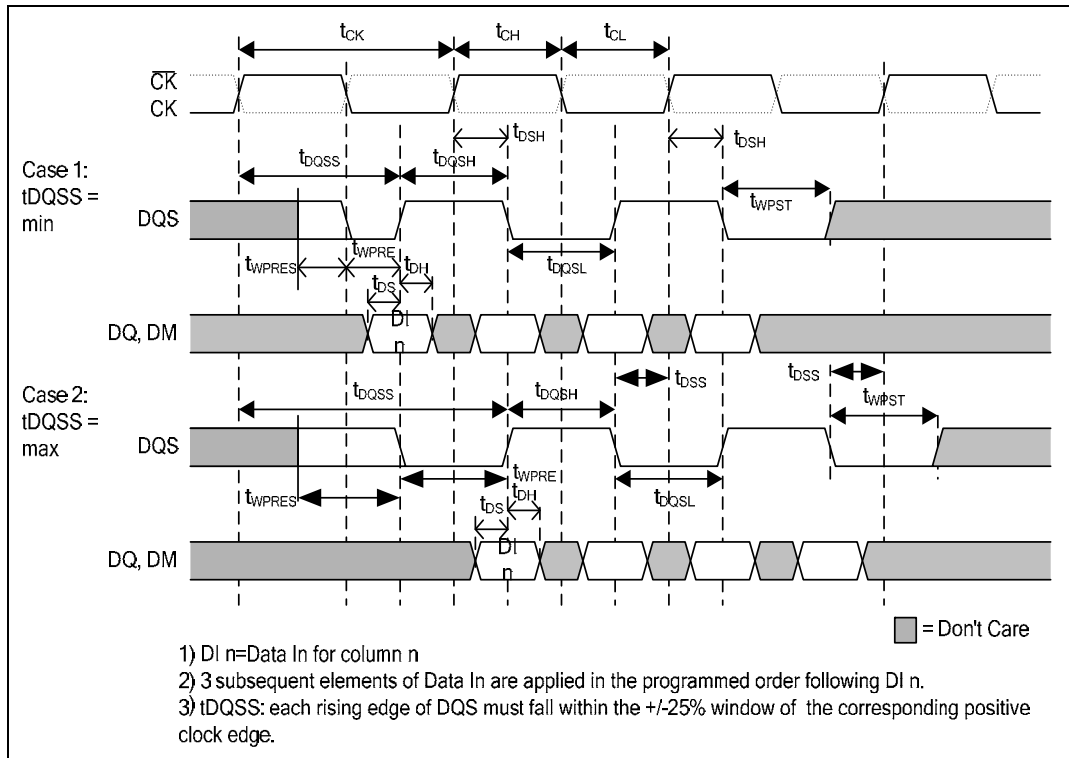 tCK tCH tCL
CK
CK
tDSH tDSH
tDQSS tDQSH
Case 1:
tDQSS =
min
tWPST
DQS
tWPRES tWPRE tDQSL
tDH
tDS
DI
n
DQ, DM
tDSS tDSS
Case 2:
tDQSS =
max
tDQSS tDQSH tWPST
DQS
tWPRES tWPRE tDQSL
tDH
tDS
DI
n
DQ, DM
= Don't Care
1) DI n=Data In for column n
2) 3 subsequent elements of Data In are applied in the programmed order following DI n.
3) tDQSS: each rising edge of DQS must fall within the +/-25% window of the corresponding positive
clock edge.